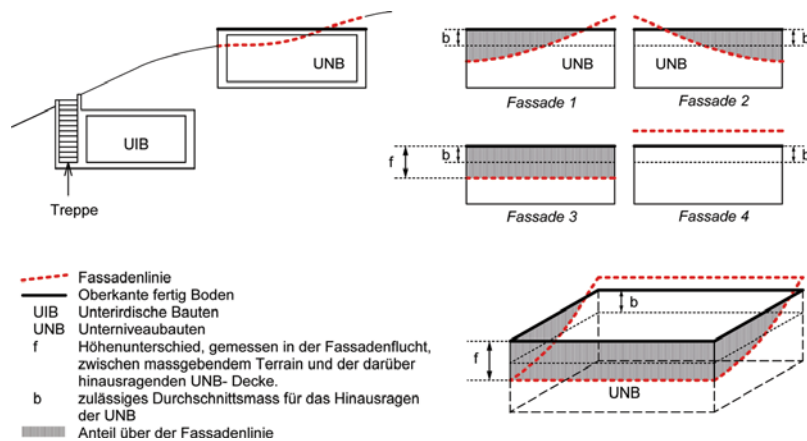 UNB
UIB
Treppe
b
UNB
Fassade 1
b
UNB
Fassade 2
f
b
Fassade 3
b
Fassade 4
Fassadenlinie
Oberkante fertig Boden
UIB Unterirdische Bauten
UNB Unterniveaubauten
f Höhenunterschied, gemessen in der Fassadenflucht,
zwischen massgebendem Terrain und der darüber
hinausragenden UNB- Decke.
b zulässiges Durchschnittsmass für das Hinausragen
der UNB
Anteil über der Fassadenlinie
b
f
UNB